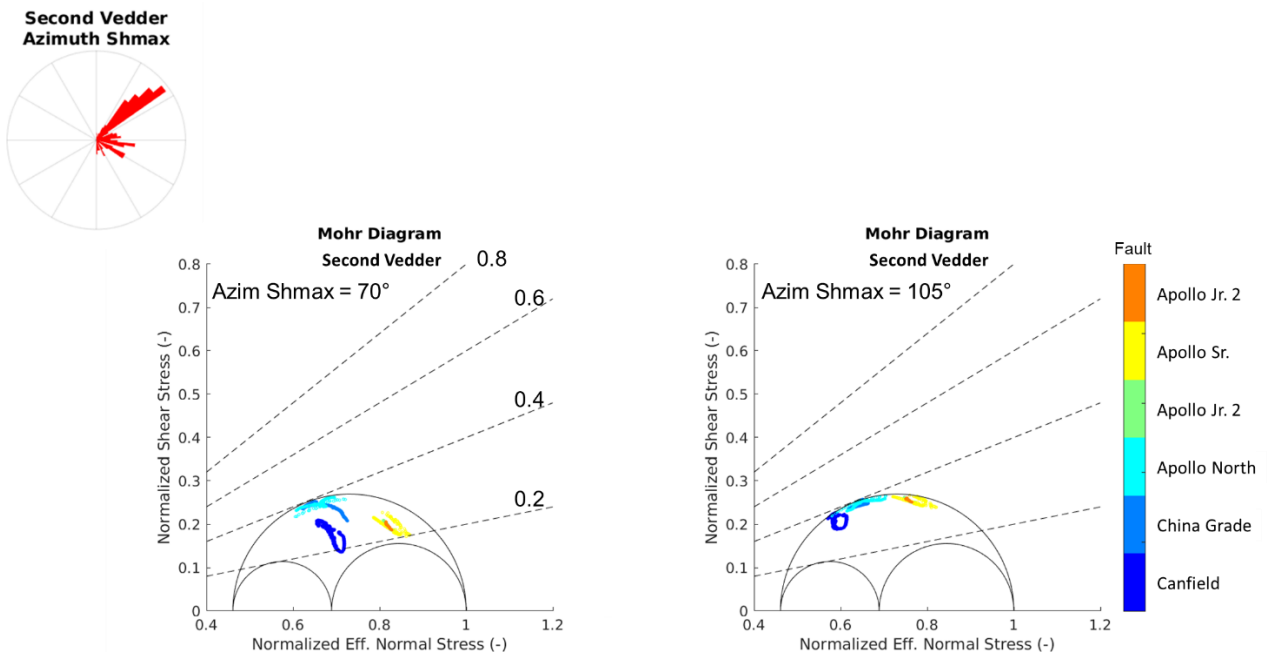 Second Vedder
Azimuth Shmax
Mohr Diagram
Second Vedder
Azim Shmax = 70°
0.8
0.6
0.4
0.2
0.8
0.7
0.6
0.5
0.4
0.3
0.2
0.1
0
Normalized Shear Stress (-)
0.4 0.6 0.8 1 1.2
Normalized Eff. Normal Stress (-)
Mohr Diagram
Second Vedder
Azim Shmax = 105°
0.8
0.7
0.6
0.5
0.4
0.3
0.2
0.1
0
Normalized Shear Stress (-)
0.4 0.6 0.8 1 1.2
Normalized Eff. Normal Stress (-)
Fault
Apollo Jr. 2
Apollo Sr.
Apollo Jr. 2
Apollo North
China Grade
Canfield